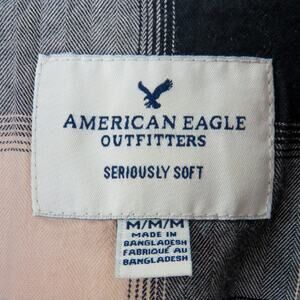 AMERICAN EAGLE
OUTFITTERS
SERIOUSLY SOFT
M/M/M
MADE IN
BANGLADESH
FABRIQUÉ AU
BANGLADESH